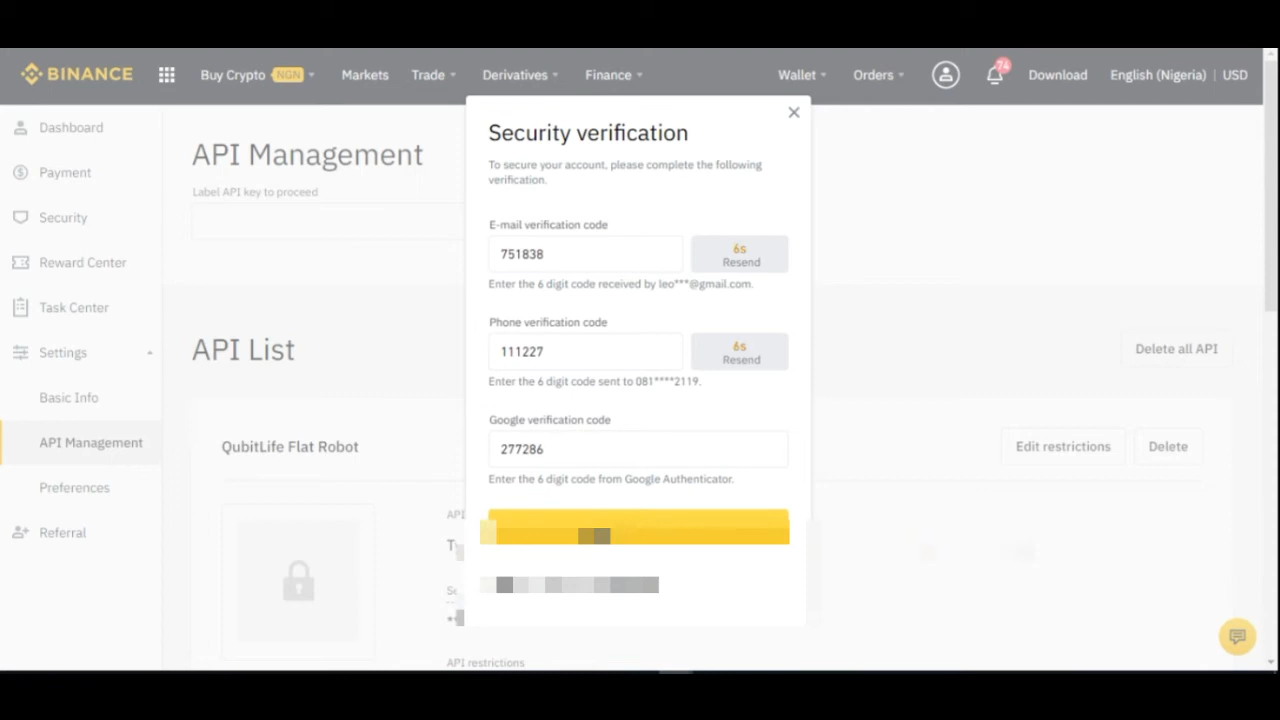 BINANCE
Buy Crypto NGN
Markets
Trade
Derivatives
Finance
Wallet
Orders
74
Download
English (Nigeria) | USD
Dashboard
Payment
Security
Reward Center
Task Center
Settings
Basic Info
API Management
Preferences
Referral
API Management
Label API key to proceed
API List
Delete all API
QubitLife Flat Robot
Edit restrictions
Delete
API restrictions
Security verification
To secure your account, please complete the following
verification.
E-mail verification code
751838
6s
Resend
Enter the 6 digit code received by leo***@gmail.com.
Phone verification code
111227
6s
Resend
Enter the 6 digit code sent to 081****2119.
Google verification code
277286
Enter the 6 digit code from Google Authenticator.